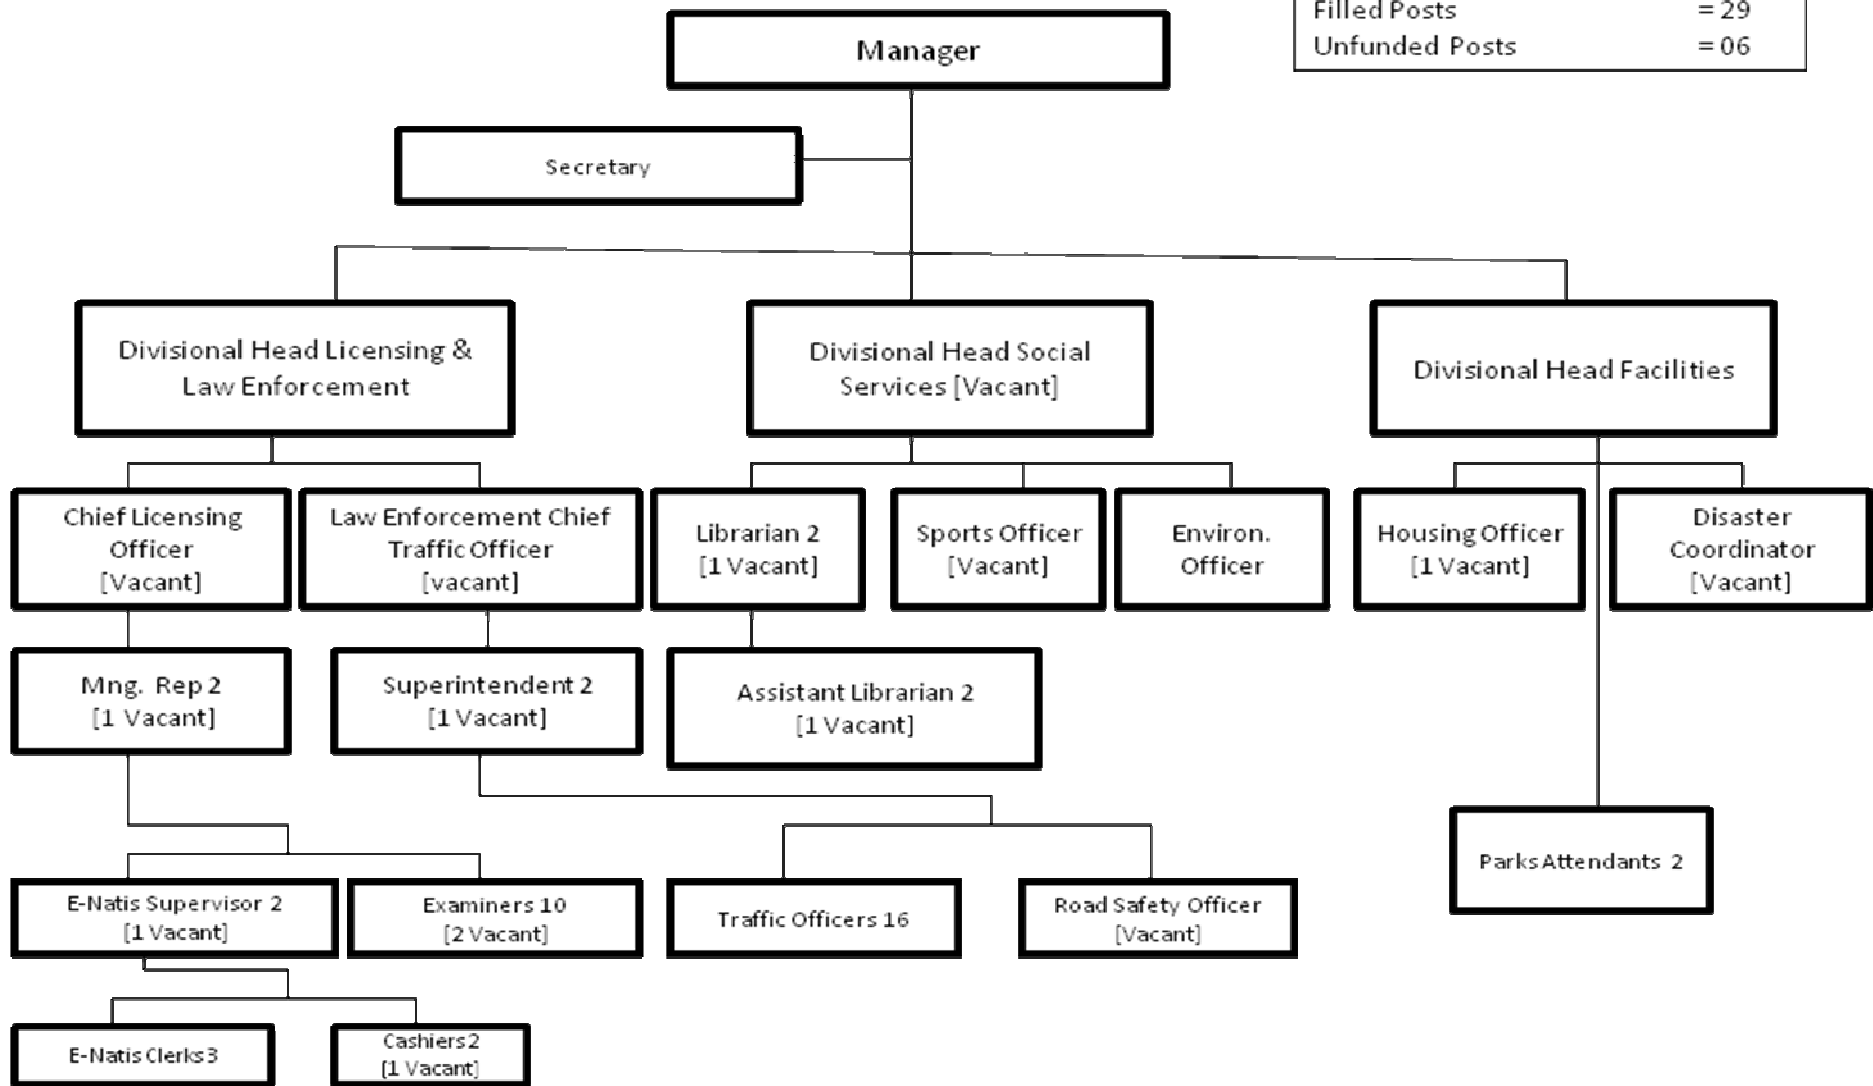 Filled Posts = 29
Unfunded Posts = 06
Manager
Secretary
Divisional Head Licensing &
Law Enforcement
Divisional Head Social
Services [Vacant]
Divisional Head Facilities
Chief Licensing
Officer
[Vacant]
Law Enforcement Chief
Traffic Officer
[vacant]
Librarian 2
[1 Vacant]
Sports Officer
[Vacant]
Environ.
Officer
Housing Officer
[1 Vacant]
Disaster
Coordinator
[Vacant]
Mng. Rep 2
[1 Vacant]
Superintendent 2
[1 Vacant]
Assistant Librarian 2
[1 Vacant]
Parks Attendants 2
E-Natis Supervisor 2
[1 Vacant]
Examiners 10
[2 Vacant]
Traffic Officers 16
Road Safety Officer
[Vacant]
E-Natis Clerks 3
Cashiers 2
[1 Vacant]